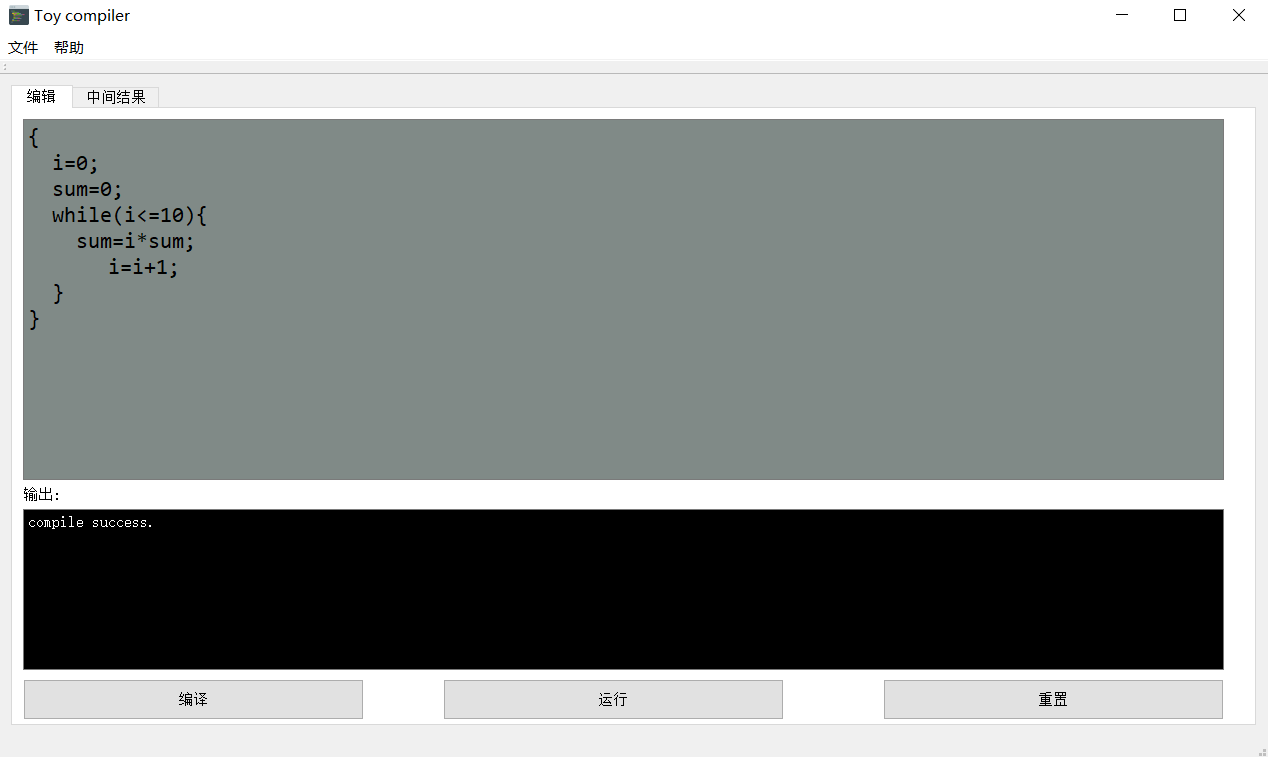 Toy compiler
文件 帮助
编辑 中间结果
{
  i=0;
  sum=0;
  while(i<=10){
    sum=i*sum;
      i=i+1;
  }
}
输出:
compile success.
编译 运行 重置